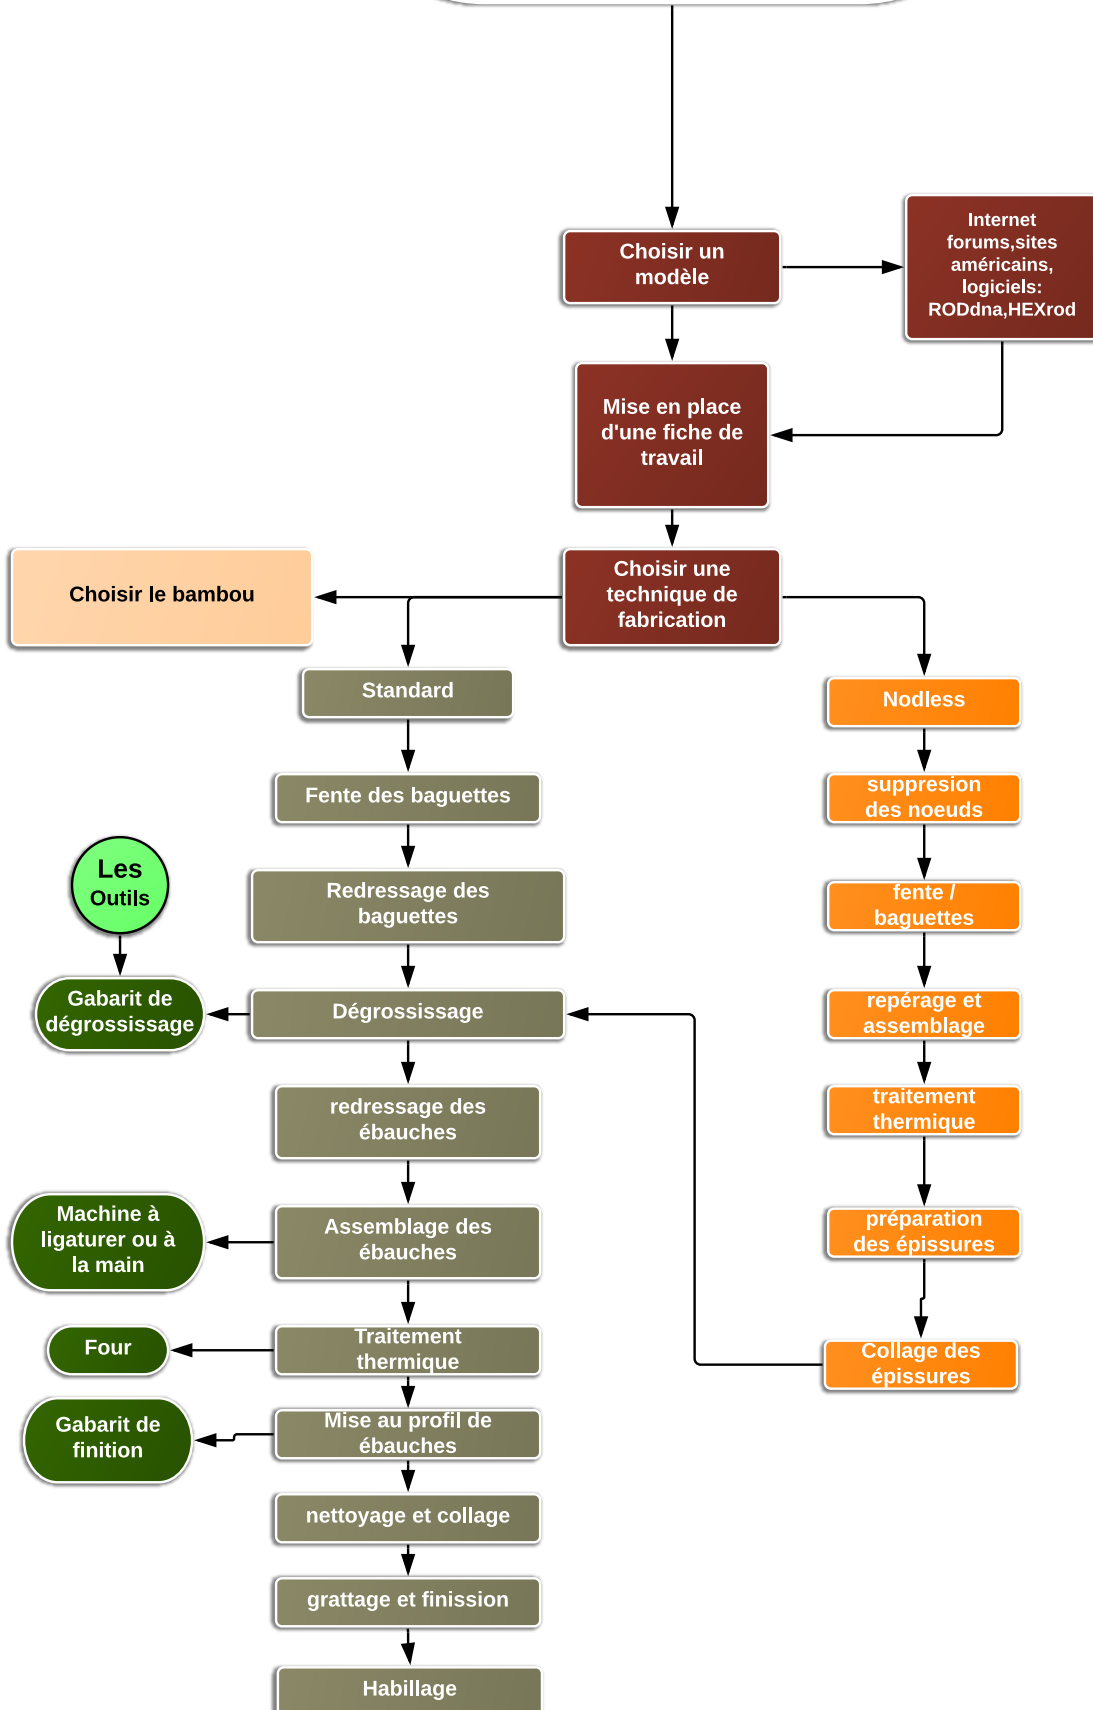 Choisir un
modèle
Internet
forums,sites
américains,
logiciels:
RODdna,HEXrod
Mise en place
d'une fiche de
travail
Choisir une
technique de
fabrication
Choisir le bambou
Standard
Nodless
Fente des baguettes
suppresion
des noeuds
Les
Outils
Redressage des
baguettes
fente /
baguettes
Gabarit de
dégrossissage
Dégrossissage
repérage et
assemblage
redressage des
ébauches
traitement
thermique
Machine à
ligaturer ou à
la main
Assemblage des
ébauches
préparation
des épissures
Four
Traitement
thermique
Collage des
épissures
Gabarit de
finition
Mise au profil de
ébauches
nettoyage et collage
grattage et finission
Habillage